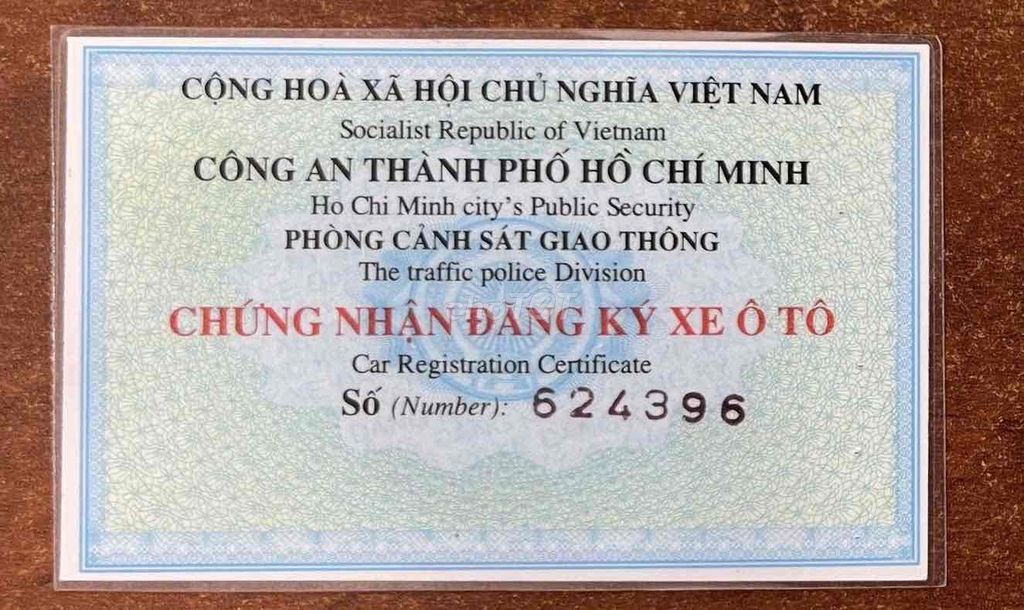 CỘNG HOÀ XÃ HỘI CHỦ NGHĨA VIỆT NAM
Socialist Republic of Vietnam
CÔNG AN THÀNH PHỐ HỒ CHÍ MINH
Ho Chi Minh city's Public Security
PHÒNG CẢNH SÁT GIAO THÔNG
The traffic police Division
CHỨNG NHẬN ĐĂNG KÝ XE Ô TÔ
Car Registration Certificate
Số (Number): 624396